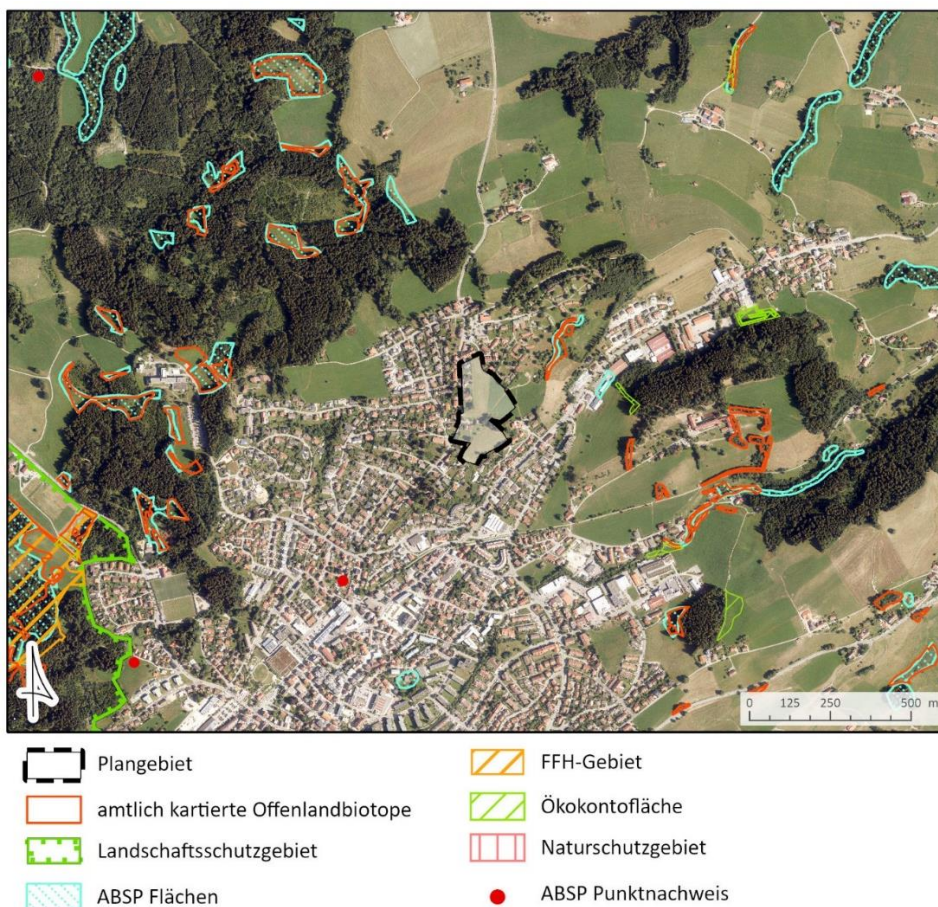 0 125 250 500 m
Plangebiet
amtlich kartierte Offenlandbiotope
Landschaftsschutzgebiet
ABSP Flächen
FFH-Gebiet
Ökokontofläche
Naturschutzgebiet
ABSP Punktnachweis